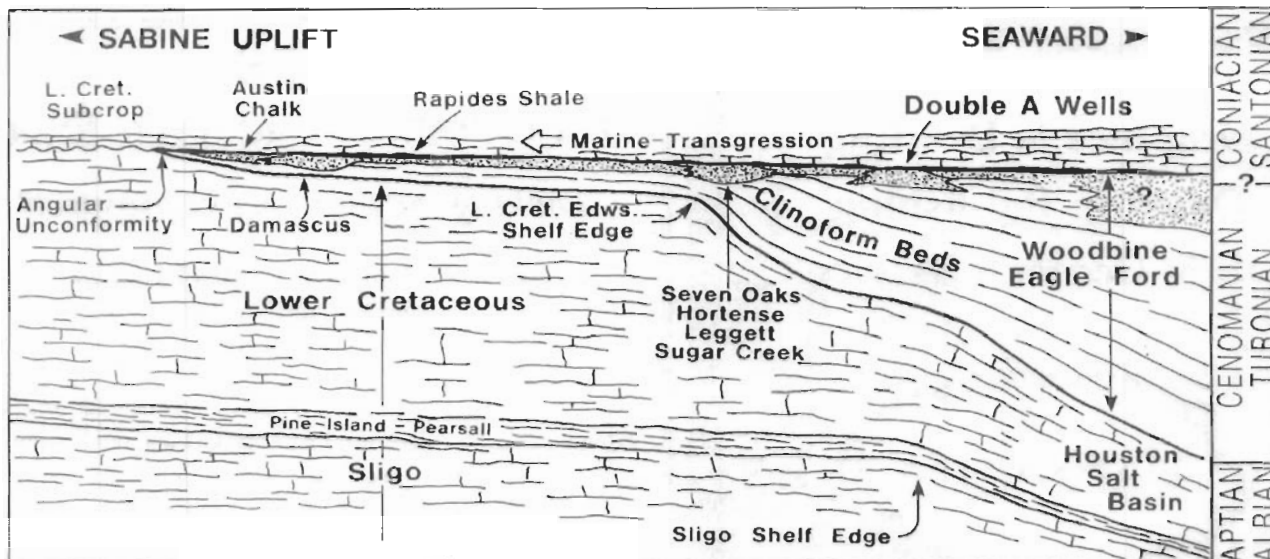 ◄ SABINE UPLIFT
SEAWARD ►
L. Cret.
Subcrop
Austin
Chalk
Rapides Shale
Double A Wells
Marine Transgression
Angular
Unconformity
Damascus
L. Cret. Edws.
Shelf Edge
Clinoform Beds
?
Woodbine
Eagle Ford
Lower Cretaceous
Seven Oaks
Hortense
Leggett
Sugar Creek
Pine-Island-Pearsall
Sligo
Houston
Salt
Basin
Sligo Shelf Edge
CONIACIAN
SANTONIAN
?
CENOMANIAN
TURONIAN
APTIAN
ALBIAN